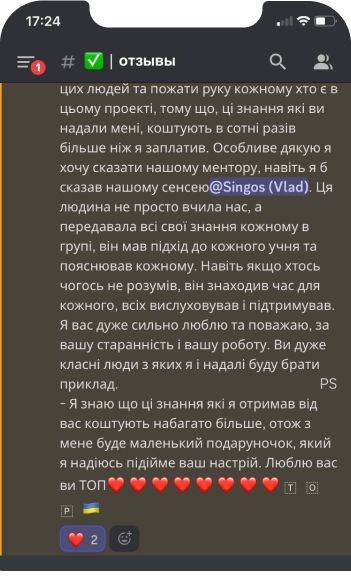 17:24
1
# ✅ | отзывы
цих людей та пожати руку кожному хто є в
цьому проекті, тому що, ці знання які ви
надали мені, коштують в сотні разів
більше ніж я заплатив. Особливе дякую я
хочу сказати нашому ментору, навіть я б
сказав нашому сенсею@Singos (Vlad). Ця
людина не просто вчила нас, а
передавала всі свої знання кожному в
групі, він мав підхід до кожного учня та
пояснював кожному. Навіть якщо хтось
чогось не розумів, він знаходив час для
кожного, всіх вислуховував і підтримував.
Я вас дуже сильно люблю та поважаю, за
вашу старанність і вашу роботу. Ви дуже
класні люди з яких я і надалі буду брати
приклад. PS
- Я знаю що ці знання які я отримав від
вас коштують набагато більше, отож з
мене буде маленький подаруночок, який
я надіюсь підійме ваш настрій. Люблю вас
ви ТОП❤️❤️❤️❤️❤️❤️❤️❤️ 🇹 🇴
🇵 🇺🇦
❤️ 2